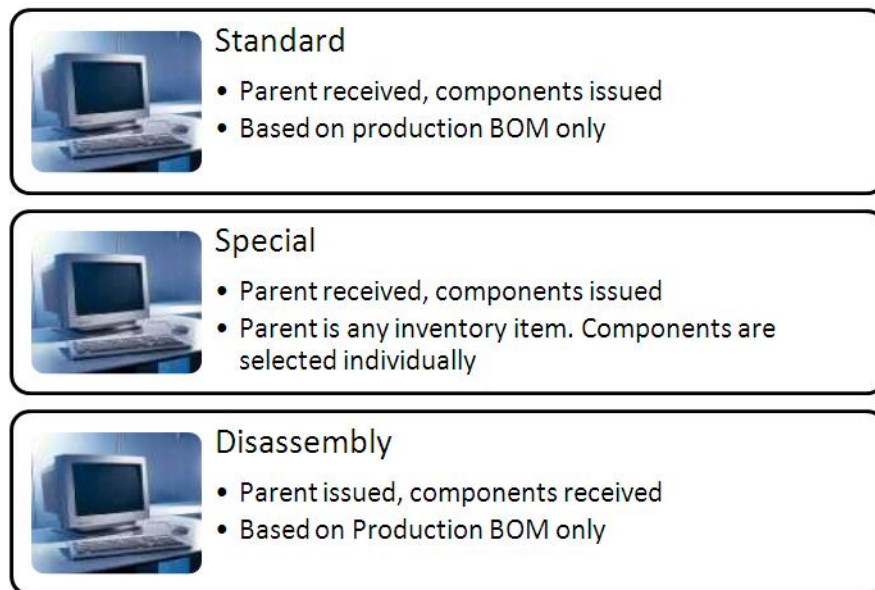 Standard
• Parent received, components issued
• Based on production BOM only
Special
• Parent received, components issued
• Parent is any inventory item. Components are
selected individually
Disassembly
• Parent issued, components received
• Based on Production BOM only